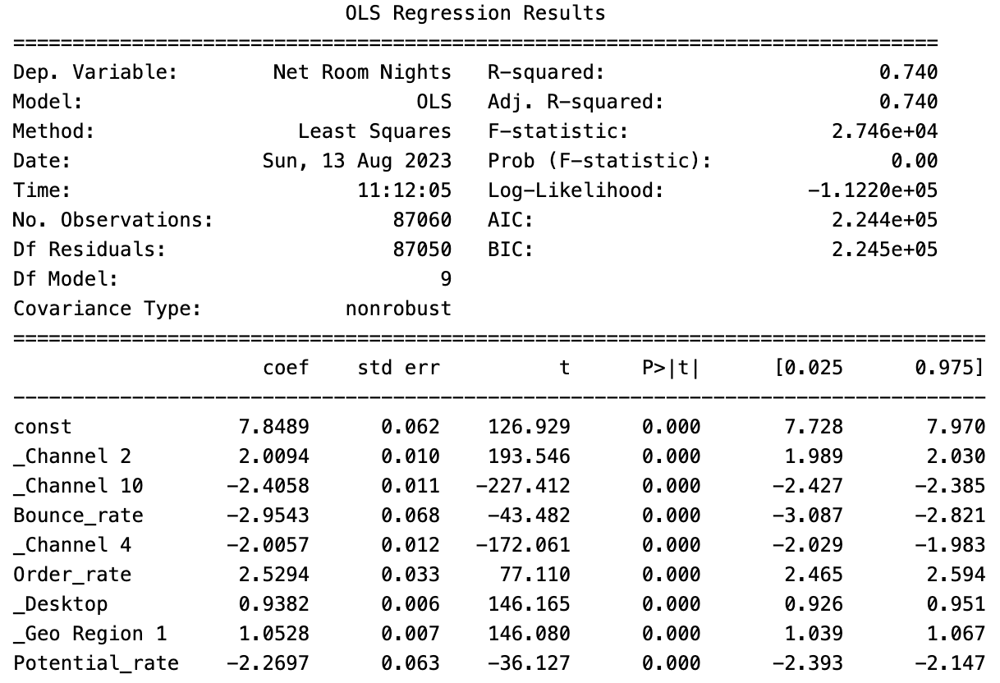 OLS Regression Results
==============================================================================
Dep. Variable:        Net Room Nights   R-squared:                       0.740
Model:                            OLS   Adj. R-squared:                  0.740
Method:                 Least Squares   F-statistic:                 2.746e+04
Date:                Sun, 13 Aug 2023   Prob (F-statistic):               0.00
Time:                        11:12:05   Log-Likelihood:            -1.1220e+05
No. Observations:               87060   AIC:                         2.244e+05
Df Residuals:                   87050   BIC:                         2.245e+05
Df Model:                           9
Covariance Type:            nonrobust
==================================================================================
                     coef    std err          t      P>|t|      [0.025      0.975]
----------------------------------------------------------------------------------
const              7.8489      0.062    126.929      0.000       7.728       7.970
_Channel 2         2.0094      0.010    193.546      0.000       1.989       2.030
_Channel 10       -2.4058      0.011   -227.412      0.000      -2.427      -2.385
Bounce_rate       -2.9543      0.068    -43.482      0.000      -3.087      -2.821
_Channel 4        -2.0057      0.012   -172.061      0.000      -2.029      -1.983
Order_rate         2.5294      0.033     77.110      0.000       2.465       2.594
_Desktop           0.9382      0.006    146.165      0.000       0.926       0.951
_Geo Region 1      1.0528      0.007    146.080      0.000       1.039       1.067
Potential_rate    -2.2697      0.063    -36.127      0.000      -2.393      -2.147